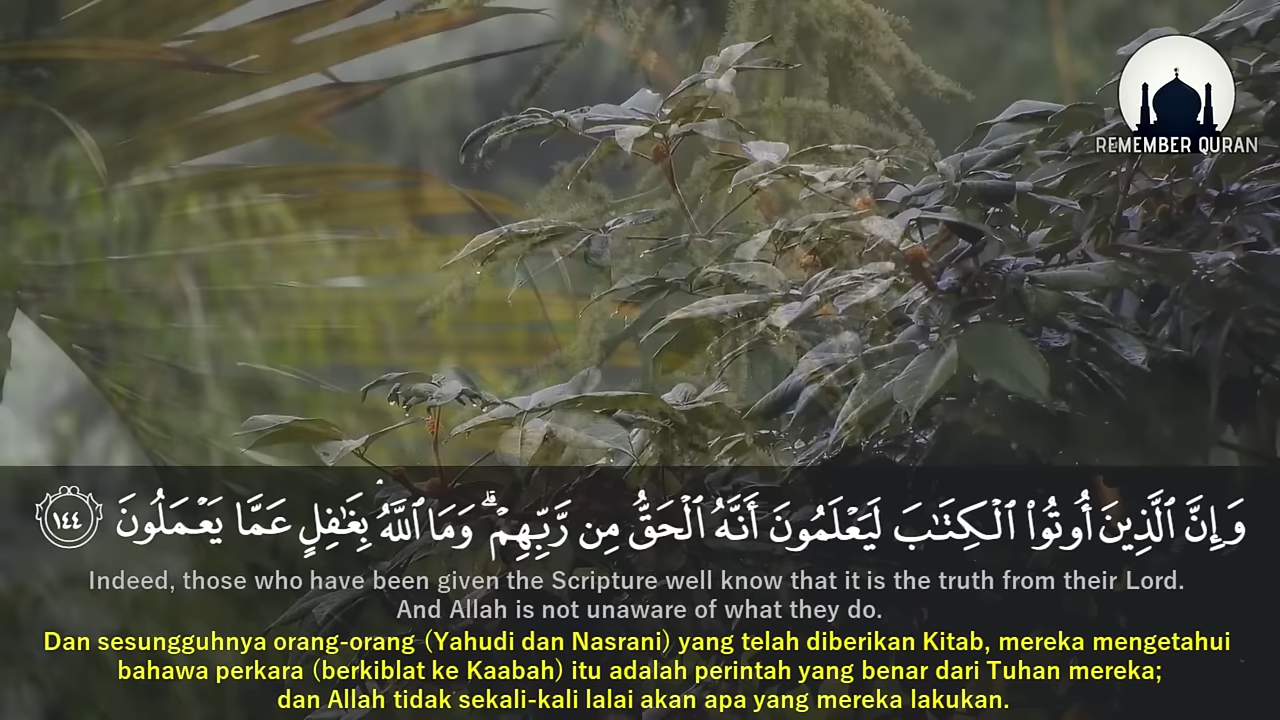 REMEMBER QURAN
وَإِنَّ ٱلَّذِينَ أُوتُوا۟ ٱلْكِتَـٰبَ لَيَعْلَمُونَ أَنَّهُ ٱلْحَقُّ مِن رَّبِّهِمْ ۗ وَمَا ٱللَّهُ بِغَـٰفِلٍ عَمَّا يَعْمَلُونَ ١٤٤
Indeed, those who have been given the Scripture well know that it is the truth from their Lord.
And Allah is not unaware of what they do.
Dan sesungguhnya orang-orang (Yahudi dan Nasrani) yang telah diberikan Kitab, mereka mengetahui
bahawa perkara (berkiblat ke Kaabah) itu adalah perintah yang benar dari Tuhan mereka;
dan Allah tidak sekali-kali lalai akan apa yang mereka lakukan.